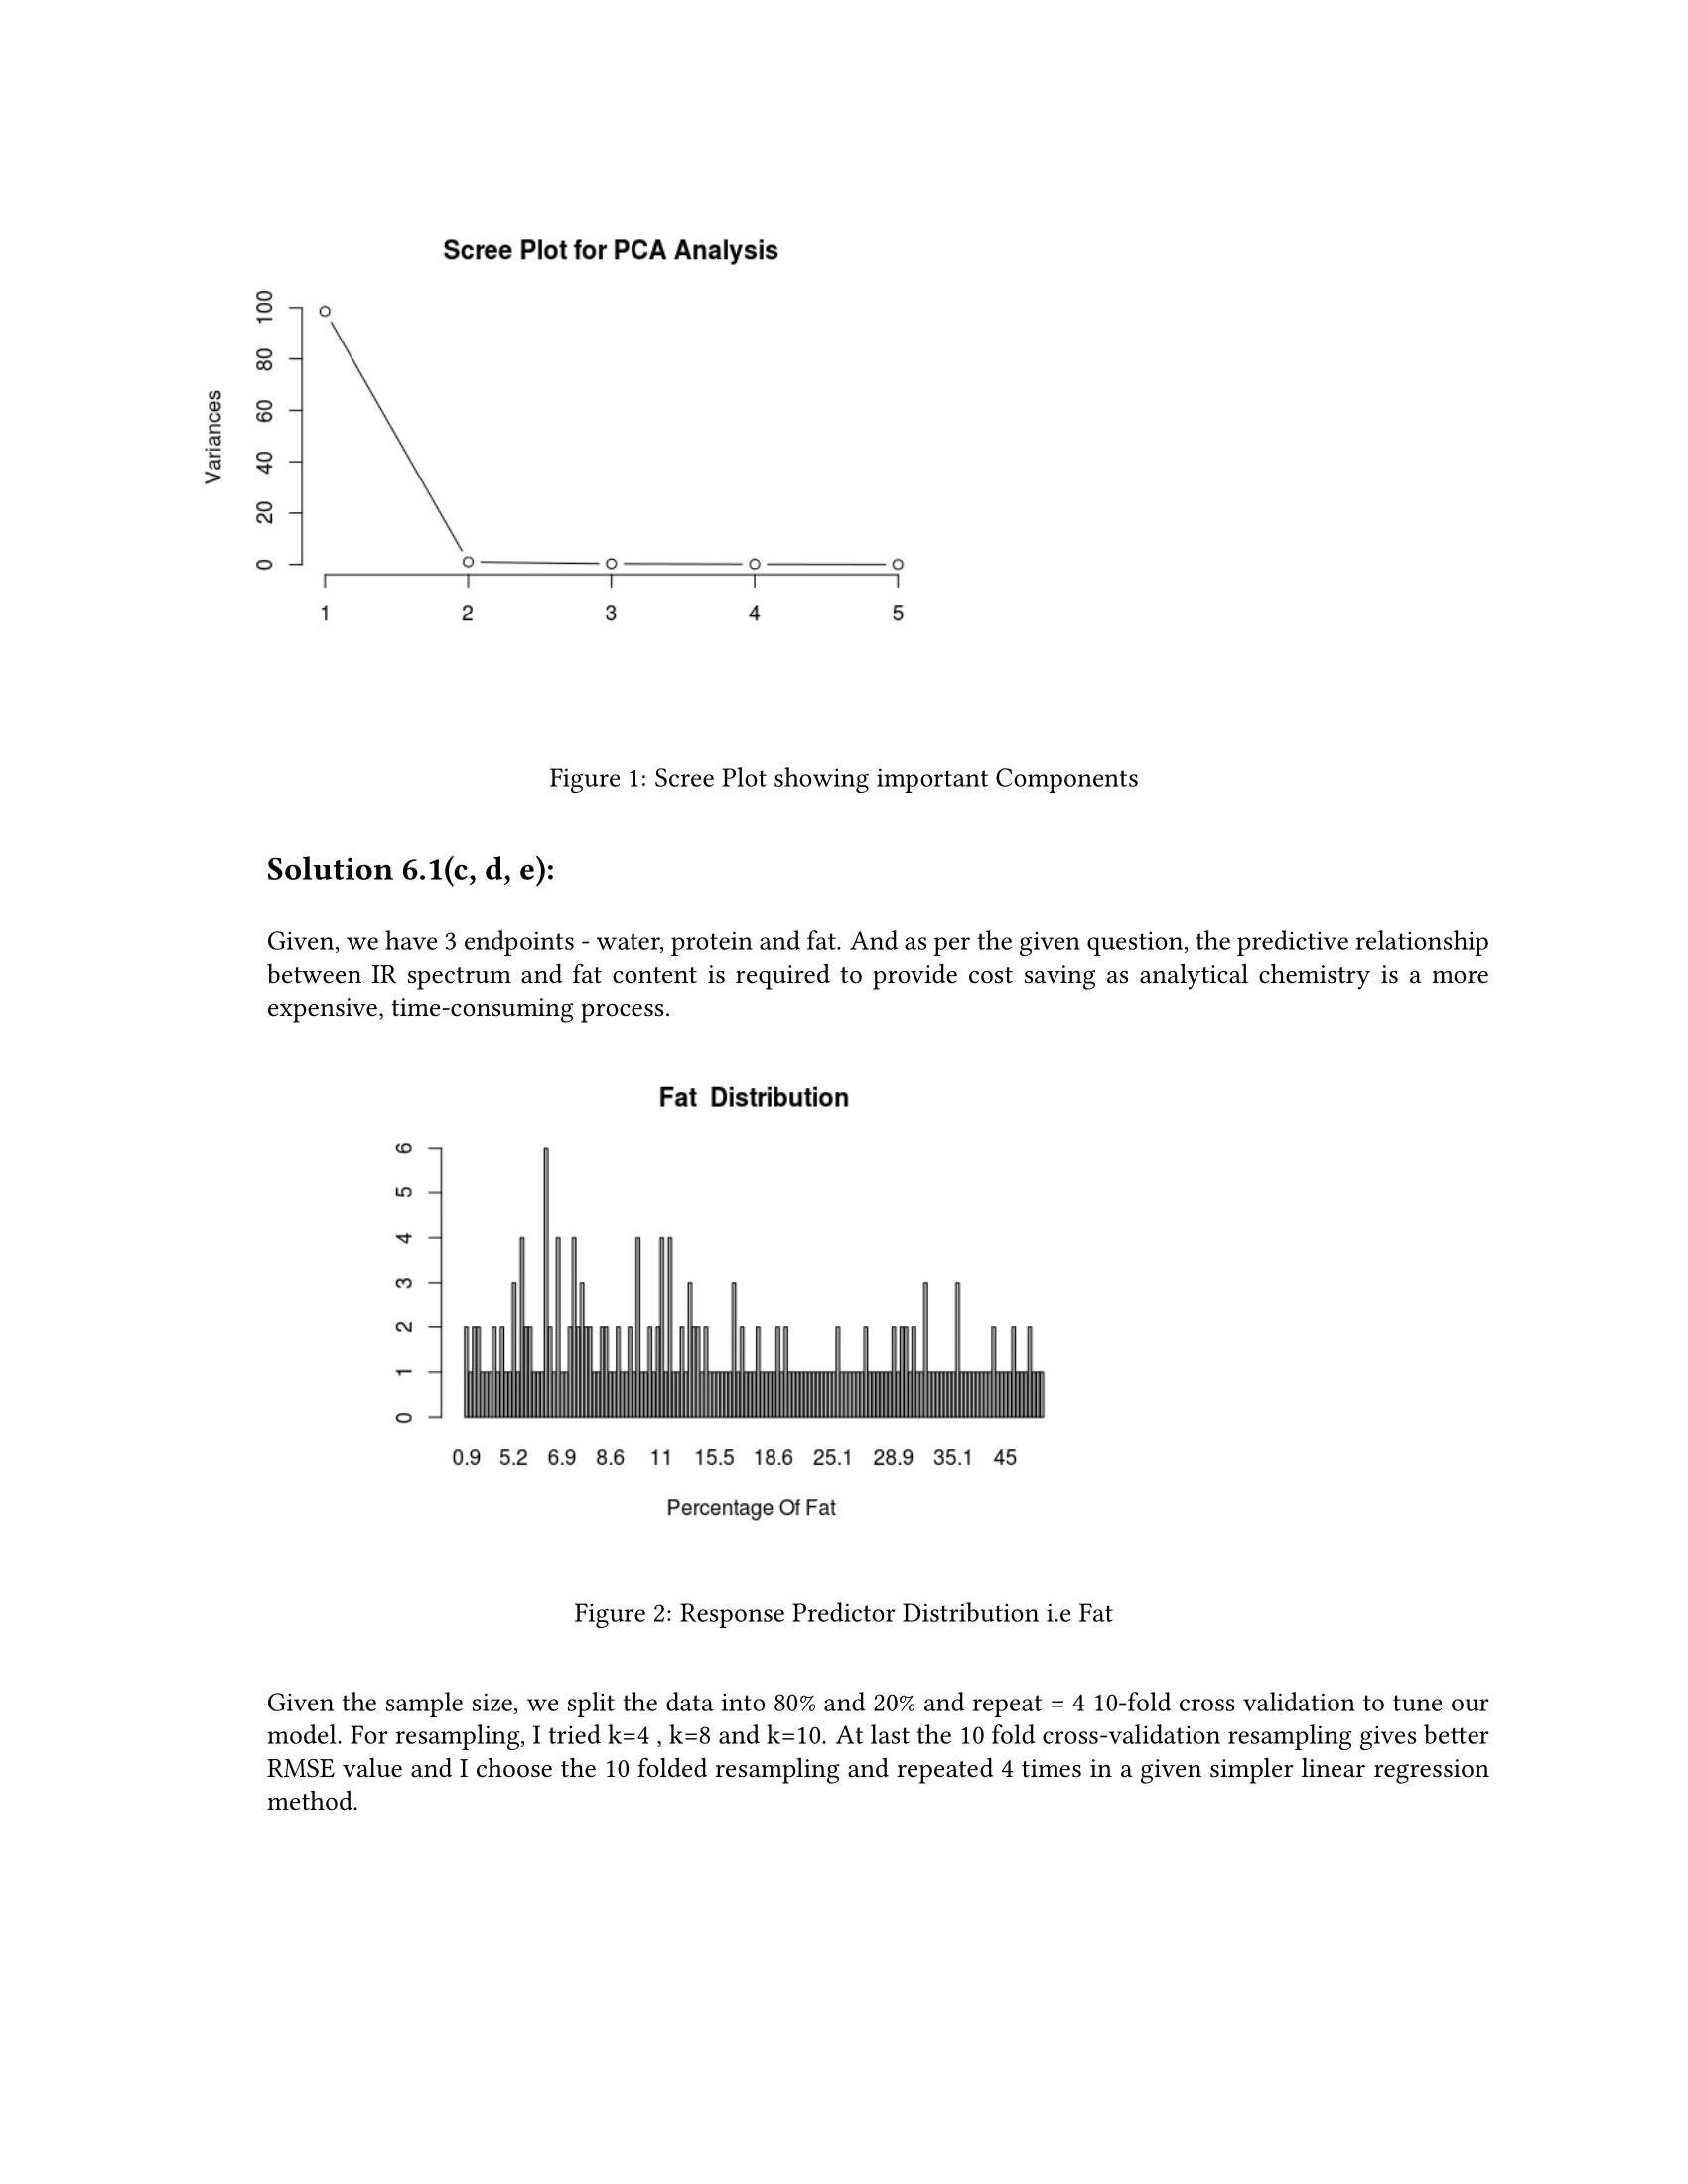 Scree Plot for PCA Analysis
100
80
60
40
20
0
Variances
1 2 3 4 5
Figure 1: Scree Plot showing important Components
Solution 6.1(c, d, e):
Given, we have 3 endpoints - water, protein and fat. And as per the given question, the predictive relationship
between IR spectrum and fat content is required to provide cost saving as analytical chemistry is a more
expensive, time-consuming process.
Fat Distribution
6
5
4
3
2
1
0
0.9 5.2 6.9 8.6 11 15.5 18.6 25.1 28.9 35.1 45
Percentage Of Fat
Figure 2: Response Predictor Distribution i.e Fat
Given the sample size, we split the data into 80% and 20% and repeat = 4 10-fold cross validation to tune our
model. For resampling, I tried k=4 , k=8 and k=10. At last the 10 fold cross-validation resampling gives better
RMSE value and I choose the 10 folded resampling and repeated 4 times in a given simpler linear regression
method.